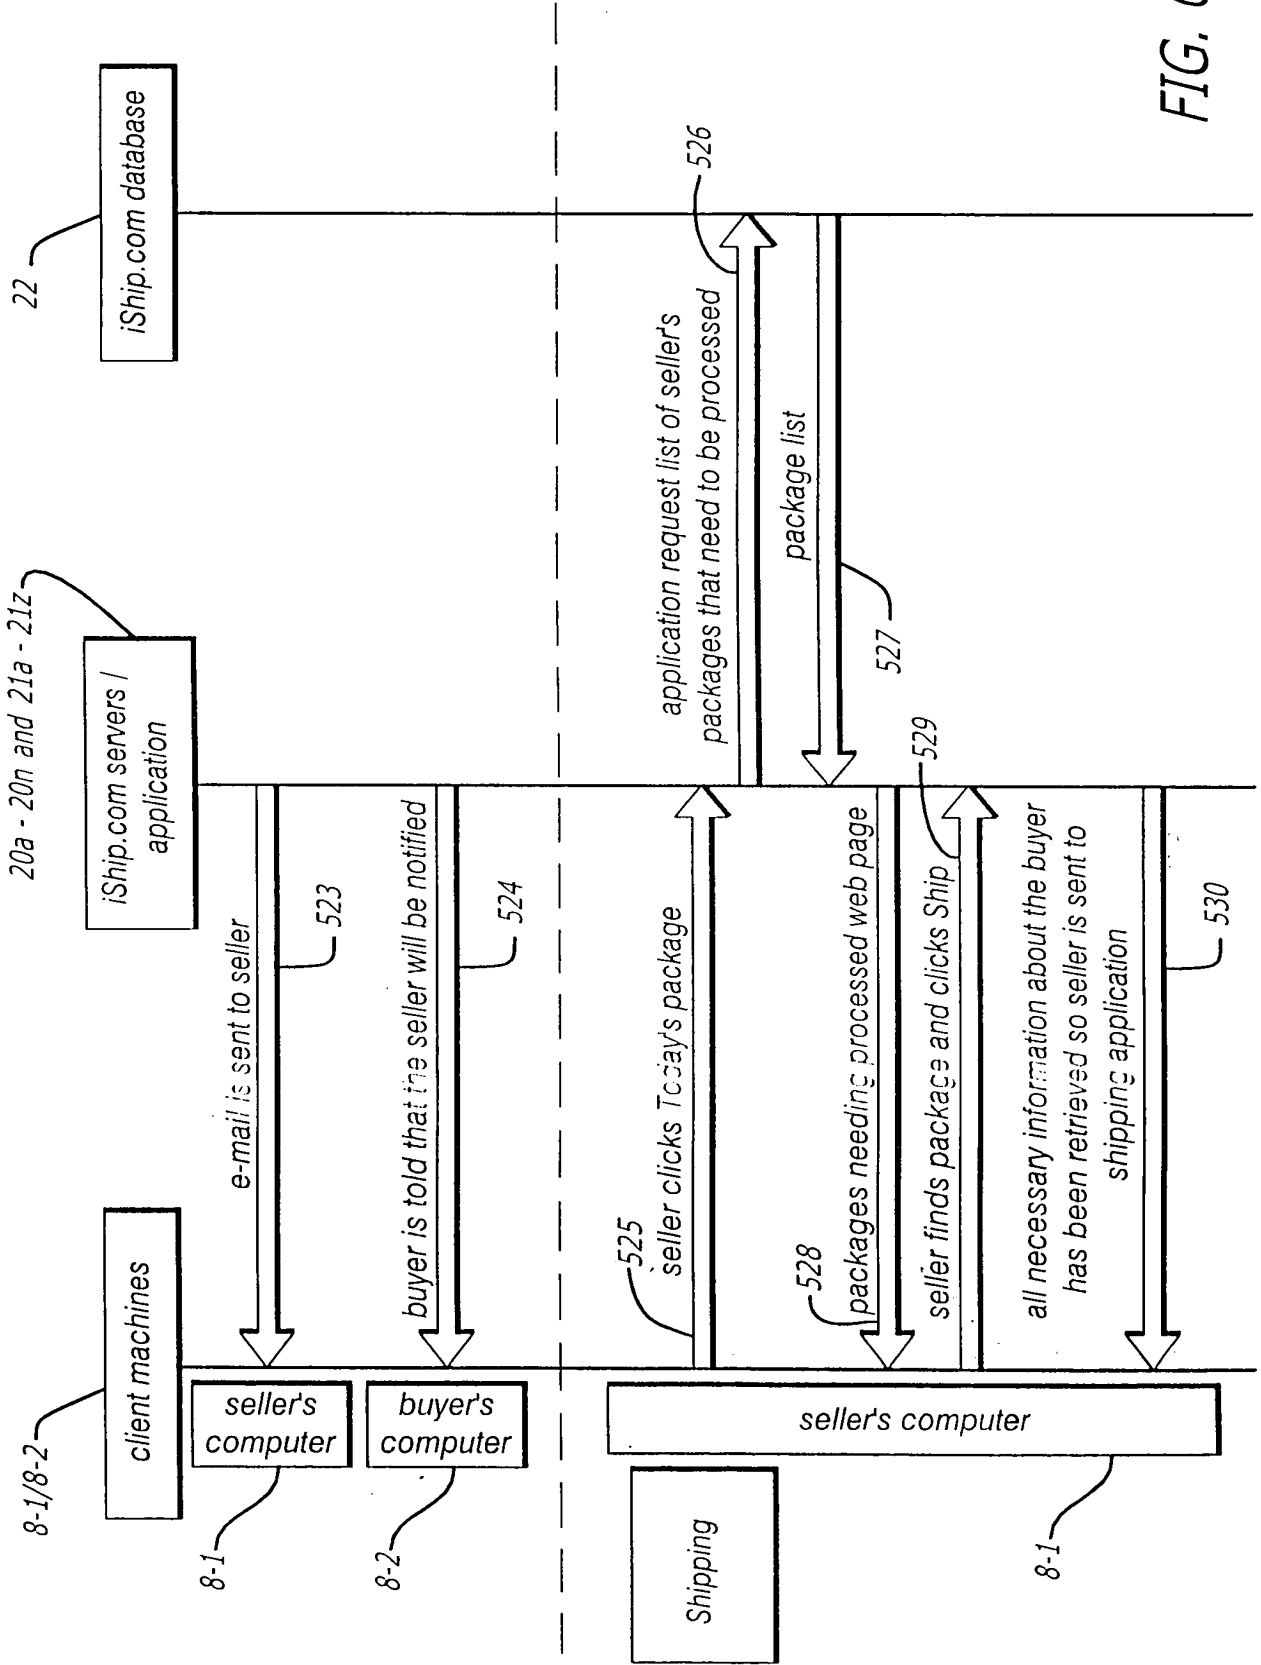 8-1/8-2
client machines
20a - 20n and 21a - 21z
iShip.com servers /
application
22
iShip.com database
8-1
seller's
computer
e-mail is sent to seller
523
8-2
buyer's
computer
buyer is told that the seller will be notified
524
Shipping
seller's computer
8-1
525
seller clicks Today's package
application request list of seller's
packages that need to be processed
526
package list
527
528
packages needing processed web page
seller finds package and clicks Ship
529
all necessary information about the buyer
has been retrieved so seller is sent to
shipping application
530
FIG.